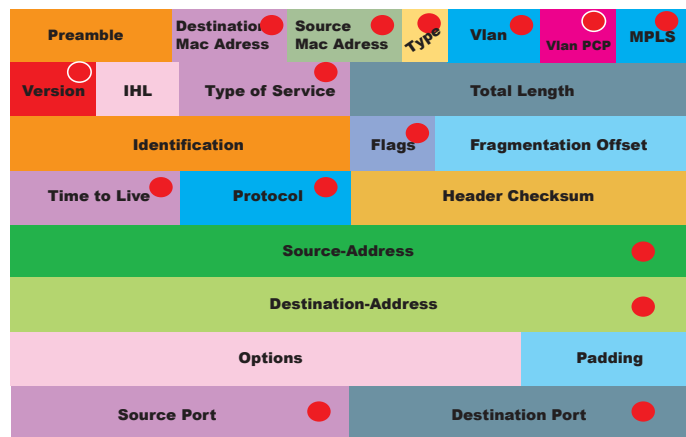 Preamble
Destination
Mac Adress
Source
Mac Adress
Type
Vlan
Vlan PCP
MPLS
Version
IHL
Type of Service
Total Length
Identification
Flags
Fragmentation Offset
Time to Live
Protocol
Header Checksum
Source-Address
Destination-Address
Options
Padding
Source Port
Destination Port